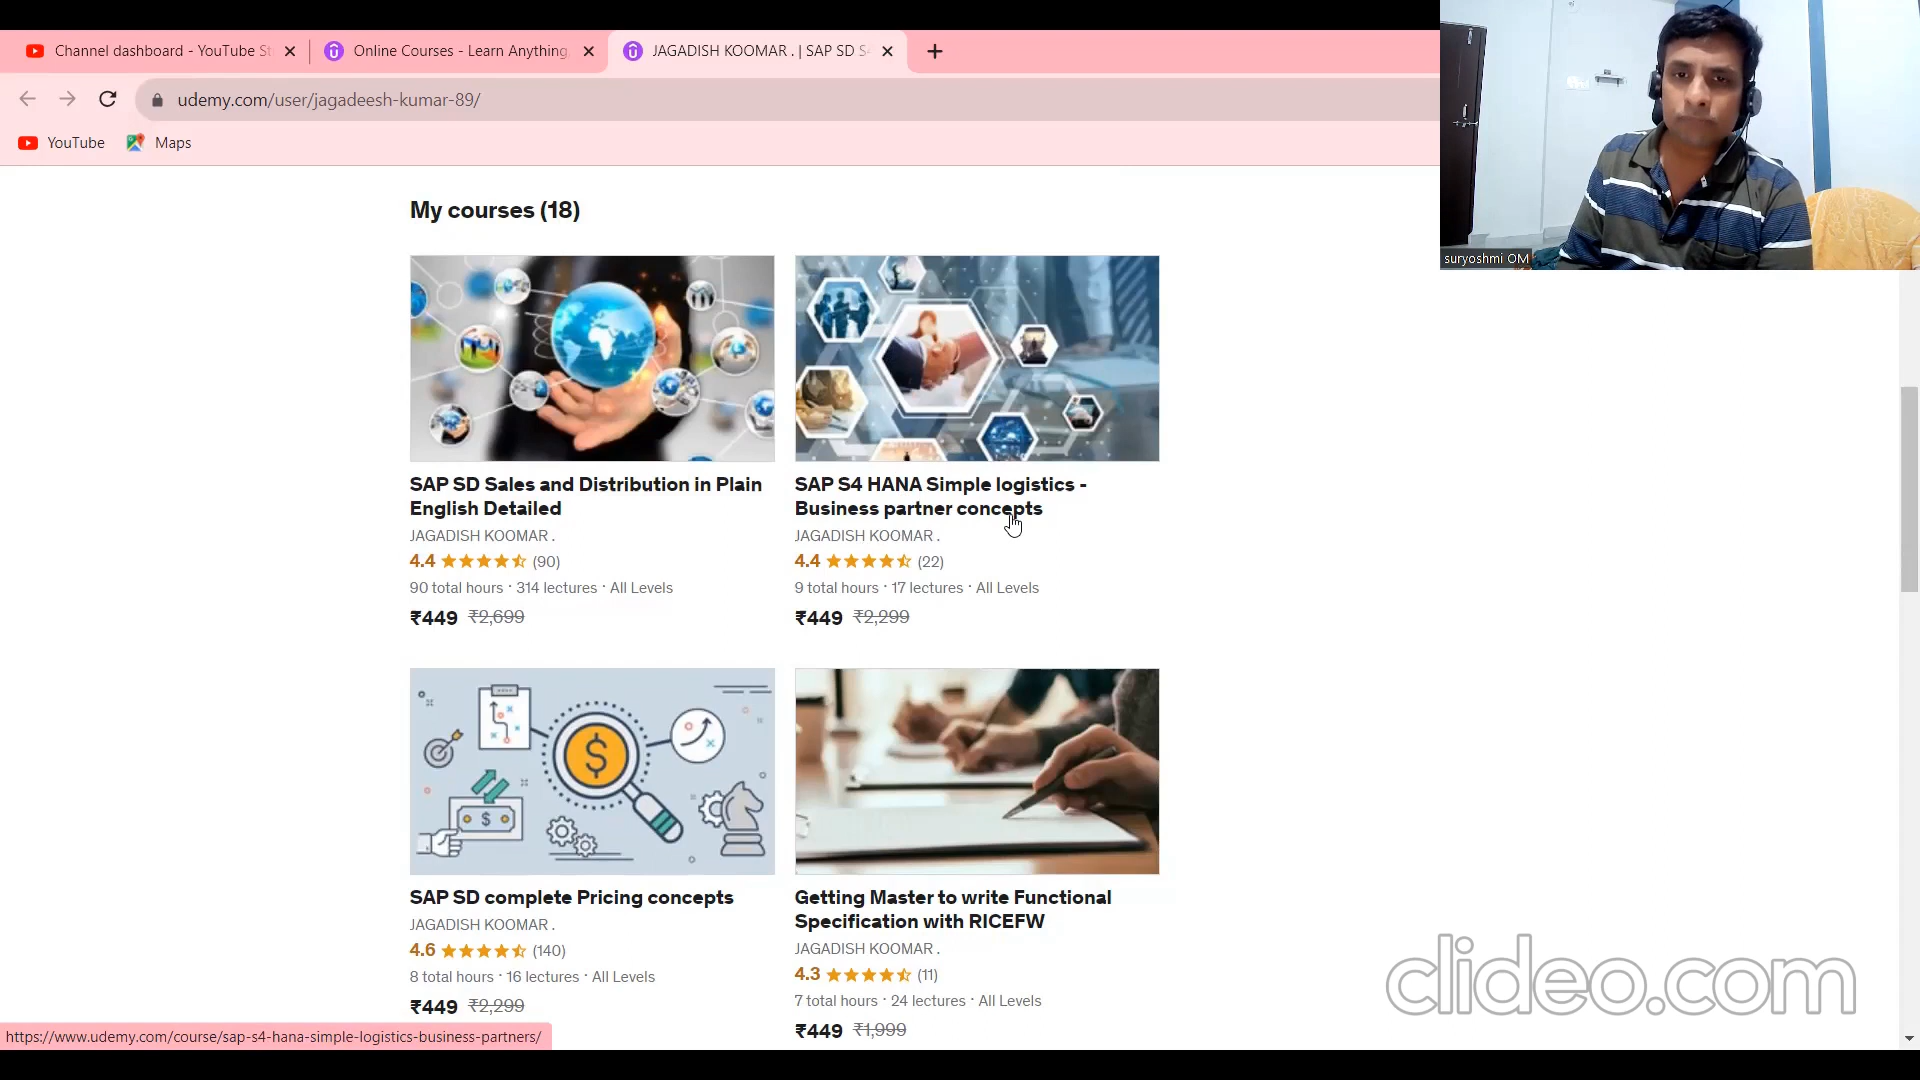 Channel dashboard - YouTube St
Online Courses - Learn Anything,
JAGADISH KOOMAR . | SAP SD S4
udemy.com/user/jagadeesh-kumar-89/
YouTube
Maps
suryoshmi OM
My courses (18)
SAP SD Sales and Distribution in Plain
English Detailed
JAGADISH KOOMAR .
4.4 (90)
90 total hours · 314 lectures · All Levels
₹449 ₹2,699
SAP S4 HANA Simple logistics -
Business partner concepts
JAGADISH KOOMAR .
4.4 (22)
9 total hours · 17 lectures · All Levels
₹449 ₹2,299
SAP SD complete Pricing concepts
JAGADISH KOOMAR .
4.6 (140)
8 total hours · 16 lectures · All Levels
₹449 ₹2,299
Getting Master to write Functional
Specification with RICEFW
JAGADISH KOOMAR .
4.3 (11)
7 total hours · 24 lectures · All Levels
₹449 ₹1,999
clideo.com
https://www.udemy.com/course/sap-s4-hana-simple-logistics-business-partners/